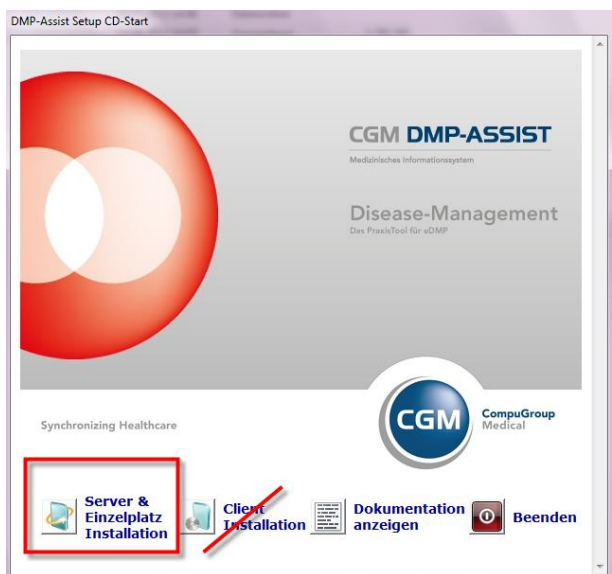 DMP-Assist Setup CD-Start
CGM DMP-ASSIST
Medizinisches Informationssystem
Disease-Management
Das PraxisTool für eDMP
Synchronizing Healthcare
CGM
CompuGroup
Medical
Server &
Einzelplatz
Installation
Client
Installation
Dokumentation
anzeigen
Beenden